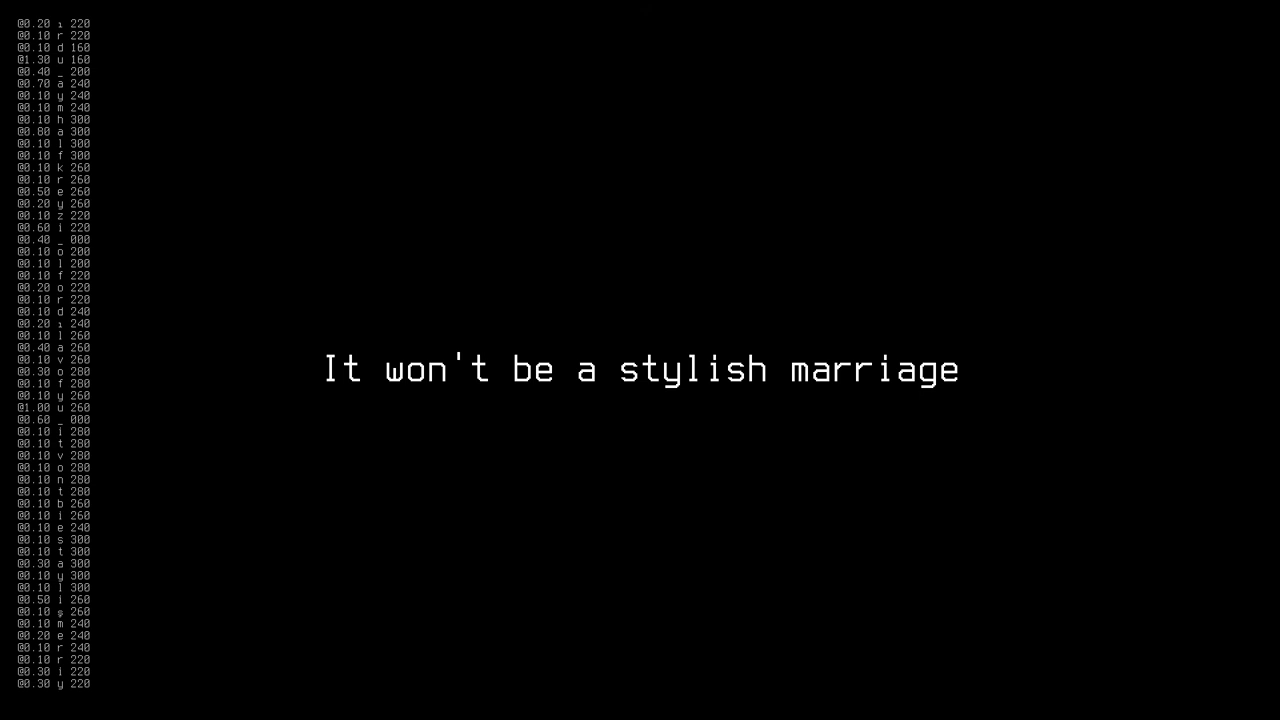 @0.20 ı 220
@0.10 r 220
@0.10 d 160
@1.30 u 160
@0.40 _ 200
@0.70 a 240
@0.10 y 240
@0.10 m 240
@0.10 h 300
@0.80 a 300
@0.10 l 300
@0.10 f 300
@0.10 k 260
@0.10 r 260
@0.50 e 260
@0.20 y 260
@0.10 z 220
@0.60 i 220
@0.40 _ 000
@0.10 o 200
@0.10 l 200
@0.10 f 220
@0.20 o 220
@0.10 r 220
@0.10 d 240
@0.20 ı 240
@0.10 l 260
@0.40 a 260
@0.10 v 260
@0.30 o 280
@0.10 f 280
@0.10 y 260
@1.00 u 260
@0.60 _ 000
@0.10 i 280
@0.10 t 280
@0.10 v 280
@0.10 o 280
@0.10 n 280
@0.10 t 280
@0.10 b 260
@0.10 i 260
@0.10 e 240
@0.10 s 300
@0.10 t 300
@0.30 a 300
@0.10 y 300
@0.10 l 300
@0.50 i 260
@0.10 ş 260
@0.10 m 240
@0.20 e 240
@0.10 r 240
@0.10 r 220
@0.30 i 220
@0.30 y 220
It won't be a stylish marriage